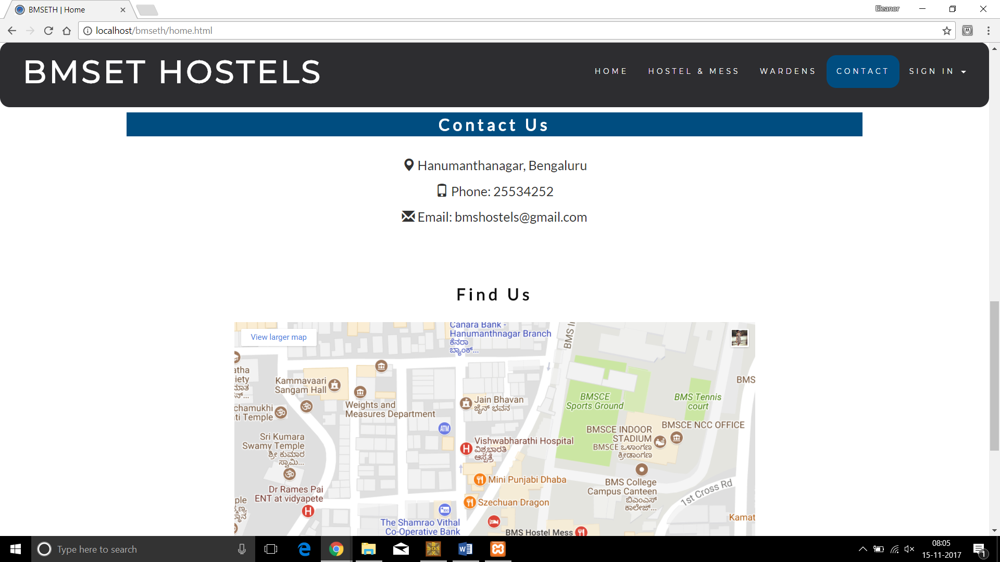 BMSETH | Home
Eleanor
localhost/bmseth/home.html
BMSET HOSTELS
HOME
HOSTEL & MESS
WARDENS
CONTACT
SIGN IN
Contact Us
Hanumanthanagar, Bengaluru
Phone: 25534252
Email: bmshostels@gmail.com
Find Us
View larger map
Canara Bank -
Hanumanthnagar Branch
ಕೆನರಾ
ಬ್ಯಾಂಕ್...
BMS
Kammavaari
Sangam Hall
Weights and
Measures Department
Jain Bhavan
ಜೈನ್ ಭವನ
BMSCE
Sports Ground
BMS Tennis
court
BMS
chamukhi
ti Temple
ATM
BMSCE NCC OFFICE
BMSCE INDOOR
STADIUM
BMSCE ಒಳಾಂಗಣ
ಕ್ರೀಡಾಂಗಣ
Sri Kumara
Swamy Temple
ಶ್ರೀ ಕುಮಾರ
ಸ್ವಾಮಿ...
Vishwabharathi Hospital
ವಿಶ್ವಭಾರತಿ
ಆಸ್ಪತ್ರೆ
Mini Punjabi Dhaba
BMS College
Campus Canteen
ಬಿಎಂಎಸ್
ಕಾಲೇಜ್...
1st Cross Rd
Dr Rames Pai
ENT at vidyapete
Szechuan Dragon
The Shamrao Vithal
Co-Operative Bank
BMS Hostel Mess
Kamat
Type here to search
08:05
15-11-2017
1